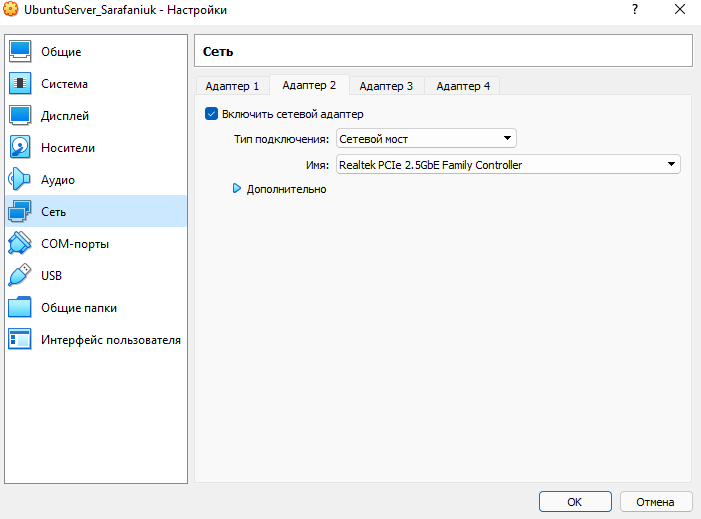 UbuntuServer_Sarafaniuk - Настройки
?
Общие
Система
Дисплей
Носители
Аудио
Сеть
COM-порты
USB
Общие папки
Интерфейс пользователя
Сеть
Адаптер 1 Адаптер 2 Адаптер 3 Адаптер 4
Включить сетевой адаптер
Тип подключения: Сетевой мост
Имя: Realtek PCIe 2.5GbE Family Controller
Дополнительно
OK Отмена